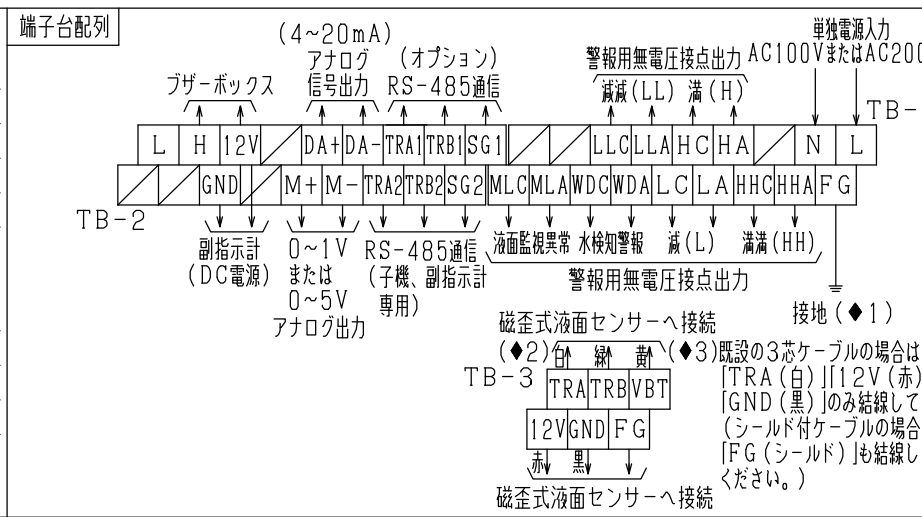 端子台配列
(4~20mA)
アナログ
信号出力
(オプション)
RS-485通信
ブザーボックス
警報用無電圧接点出力
減減(LL) 満(H)
単独電源入力
AC100VまたはAC200
TB-
L H 12V DA+ DA- TRA1 TRB1 SG1 LLC LLA HC HA N L
GND M+ M- TRA2 TRB2 SG2 MLC MLA WDC WDA LC LA HHC HHA FG
TB-2
副指示計
(DC電源)
0~1V
または
0~5V
アナログ出力
RS-485通信
(子機、副指示計
専用)
液面監視異常 水検知警報 減(L) 満満(HH)
警報用無電圧接点出力
接地(◆1)
磁歪式液面センサーへ接続
(◆2) 白 緑 黄
TB-3
TRA TRB VBT
12V GND FG
赤 黒
磁歪式液面センサーへ接続
(◆3)既設の3芯ケーブルの場合は
「TRA(白)」「12V(赤)
「GND(黒)」のみ結線して
(シールド付ケーブルの場合
「FG(シールド)」も結線し
ください。)